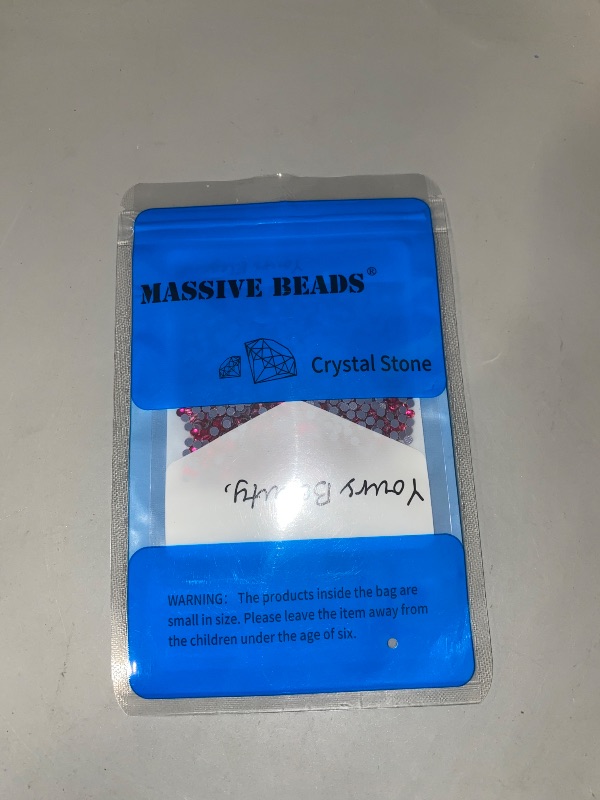 MASSIVE BEADS®
Crystal Stone
Yours Beauty,
WARNING: The products inside the bag are
small in size. Please leave the item away from
the children under the age of six.